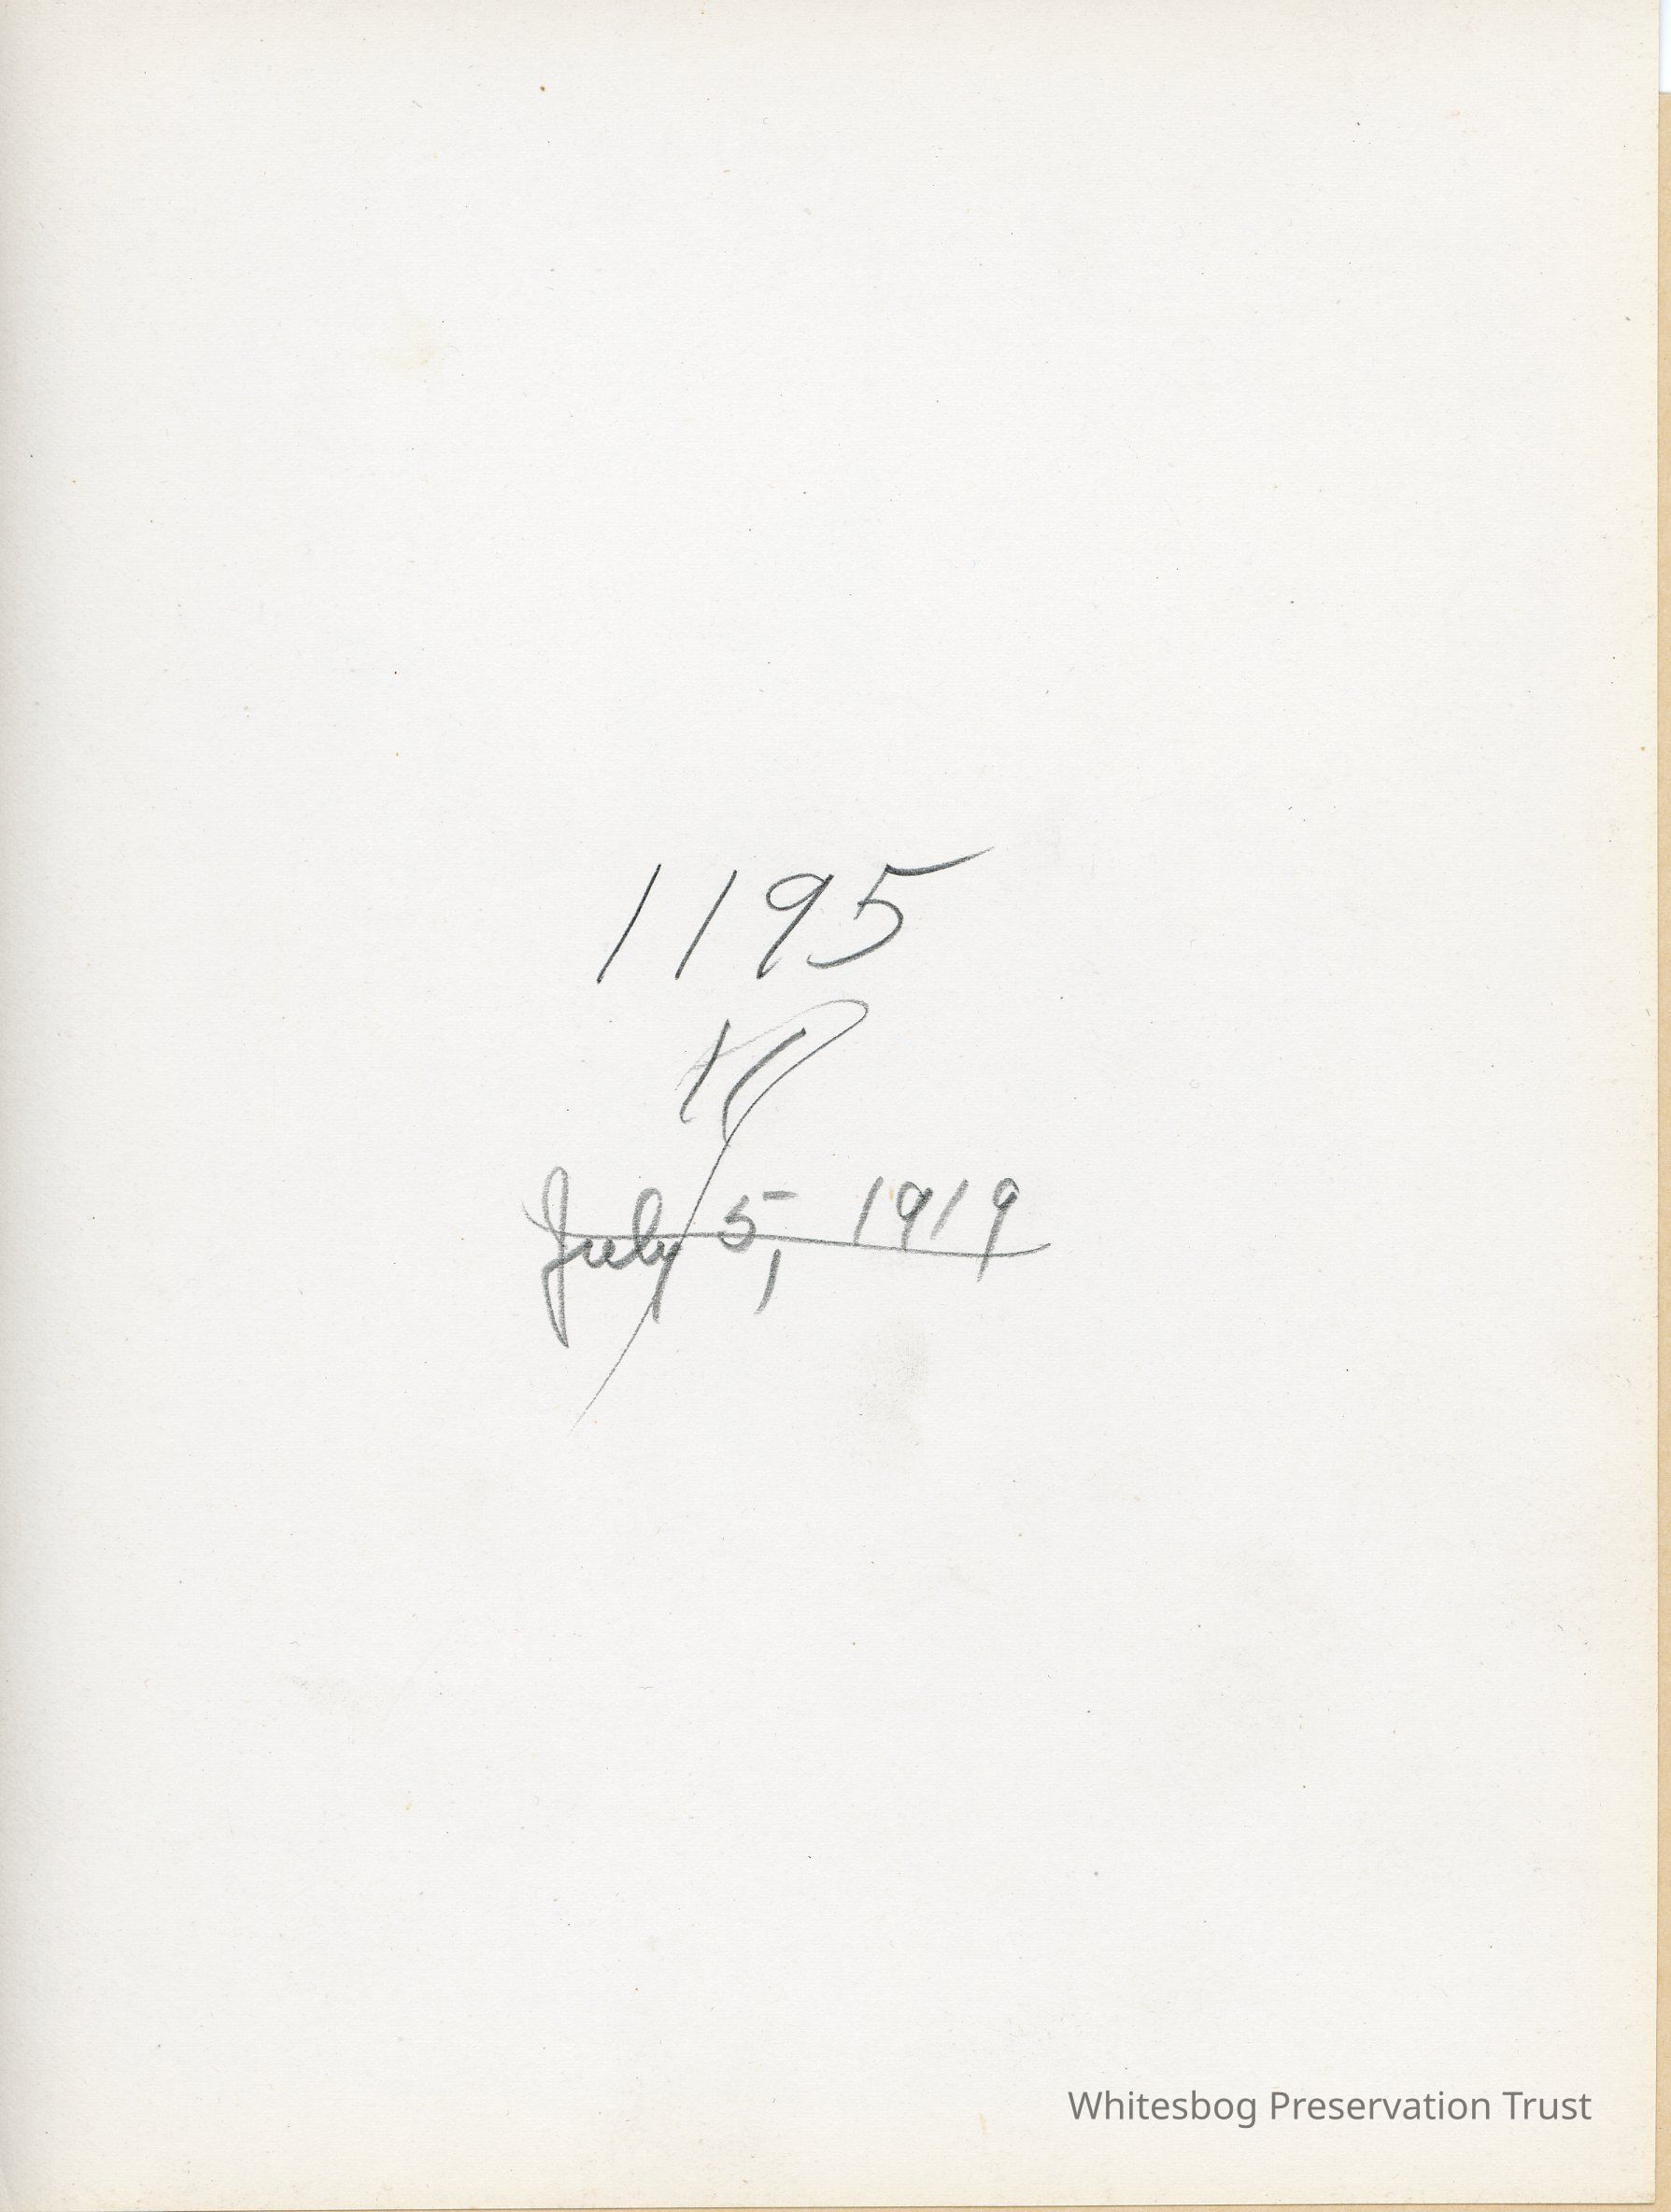 1195
July 5, 1919
Whitesbog Preservation Trust